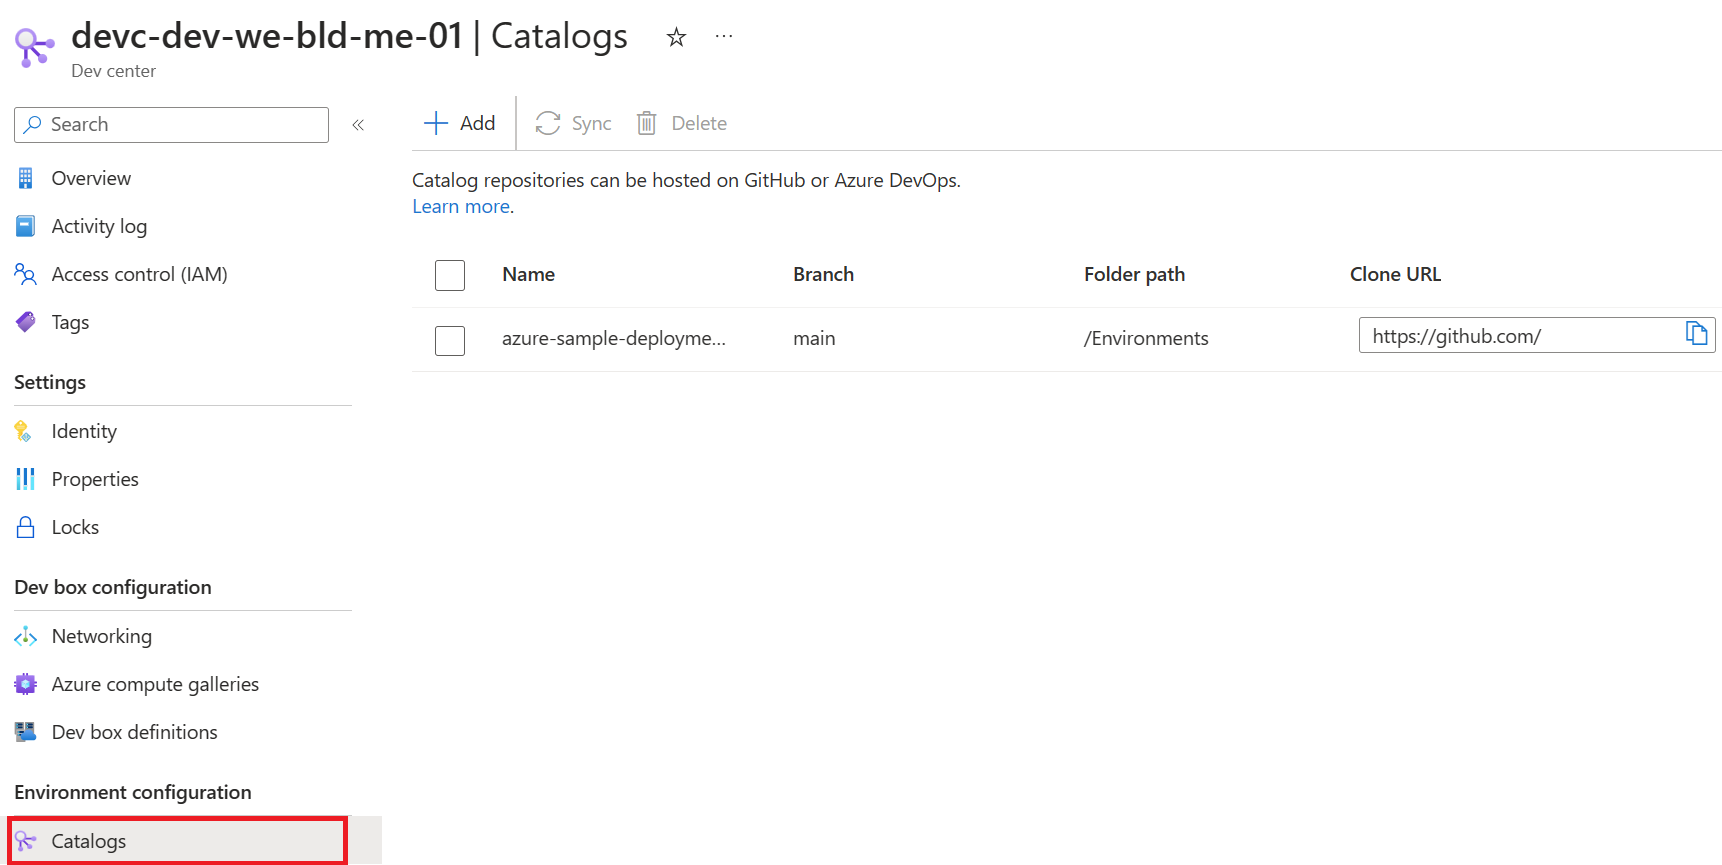 devc-dev-we-bld-me-01 | Catalogs
Dev center
Search
Overview
Activity log
Access control (IAM)
Tags
Settings
Identity
Properties
Locks
Dev box configuration
Networking
Azure compute galleries
Dev box definitions
Environment configuration
Catalogs
Add Sync Delete
Catalog repositories can be hosted on GitHub or Azure DevOps.
Learn more.
Name Branch Folder path Clone URL
azure-sample-deployme... main /Environments https://github.com/